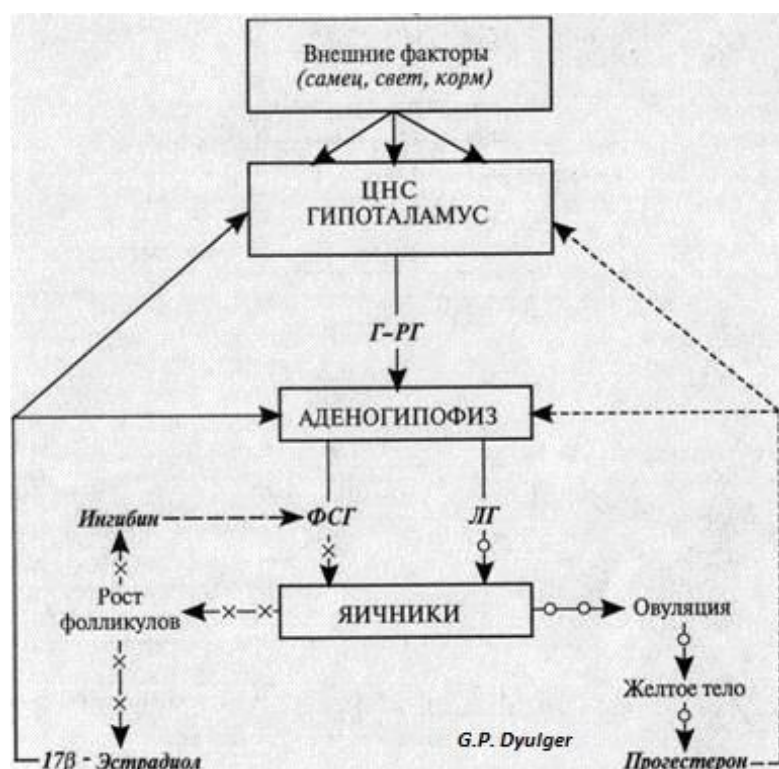 Внешние факторы
(самец, свет, корм)
ЦНС
ГИПОТАЛАМУС
Г-РГ
АДЕНОГИПОФИЗ
Ингибин
ФСГ
ЛГ
Рост
фолликулов
ЯИЧНИКИ
Овуляция
Желтое тело
17β - Эстрадиол
G.P. Dyulger
Прогестерон